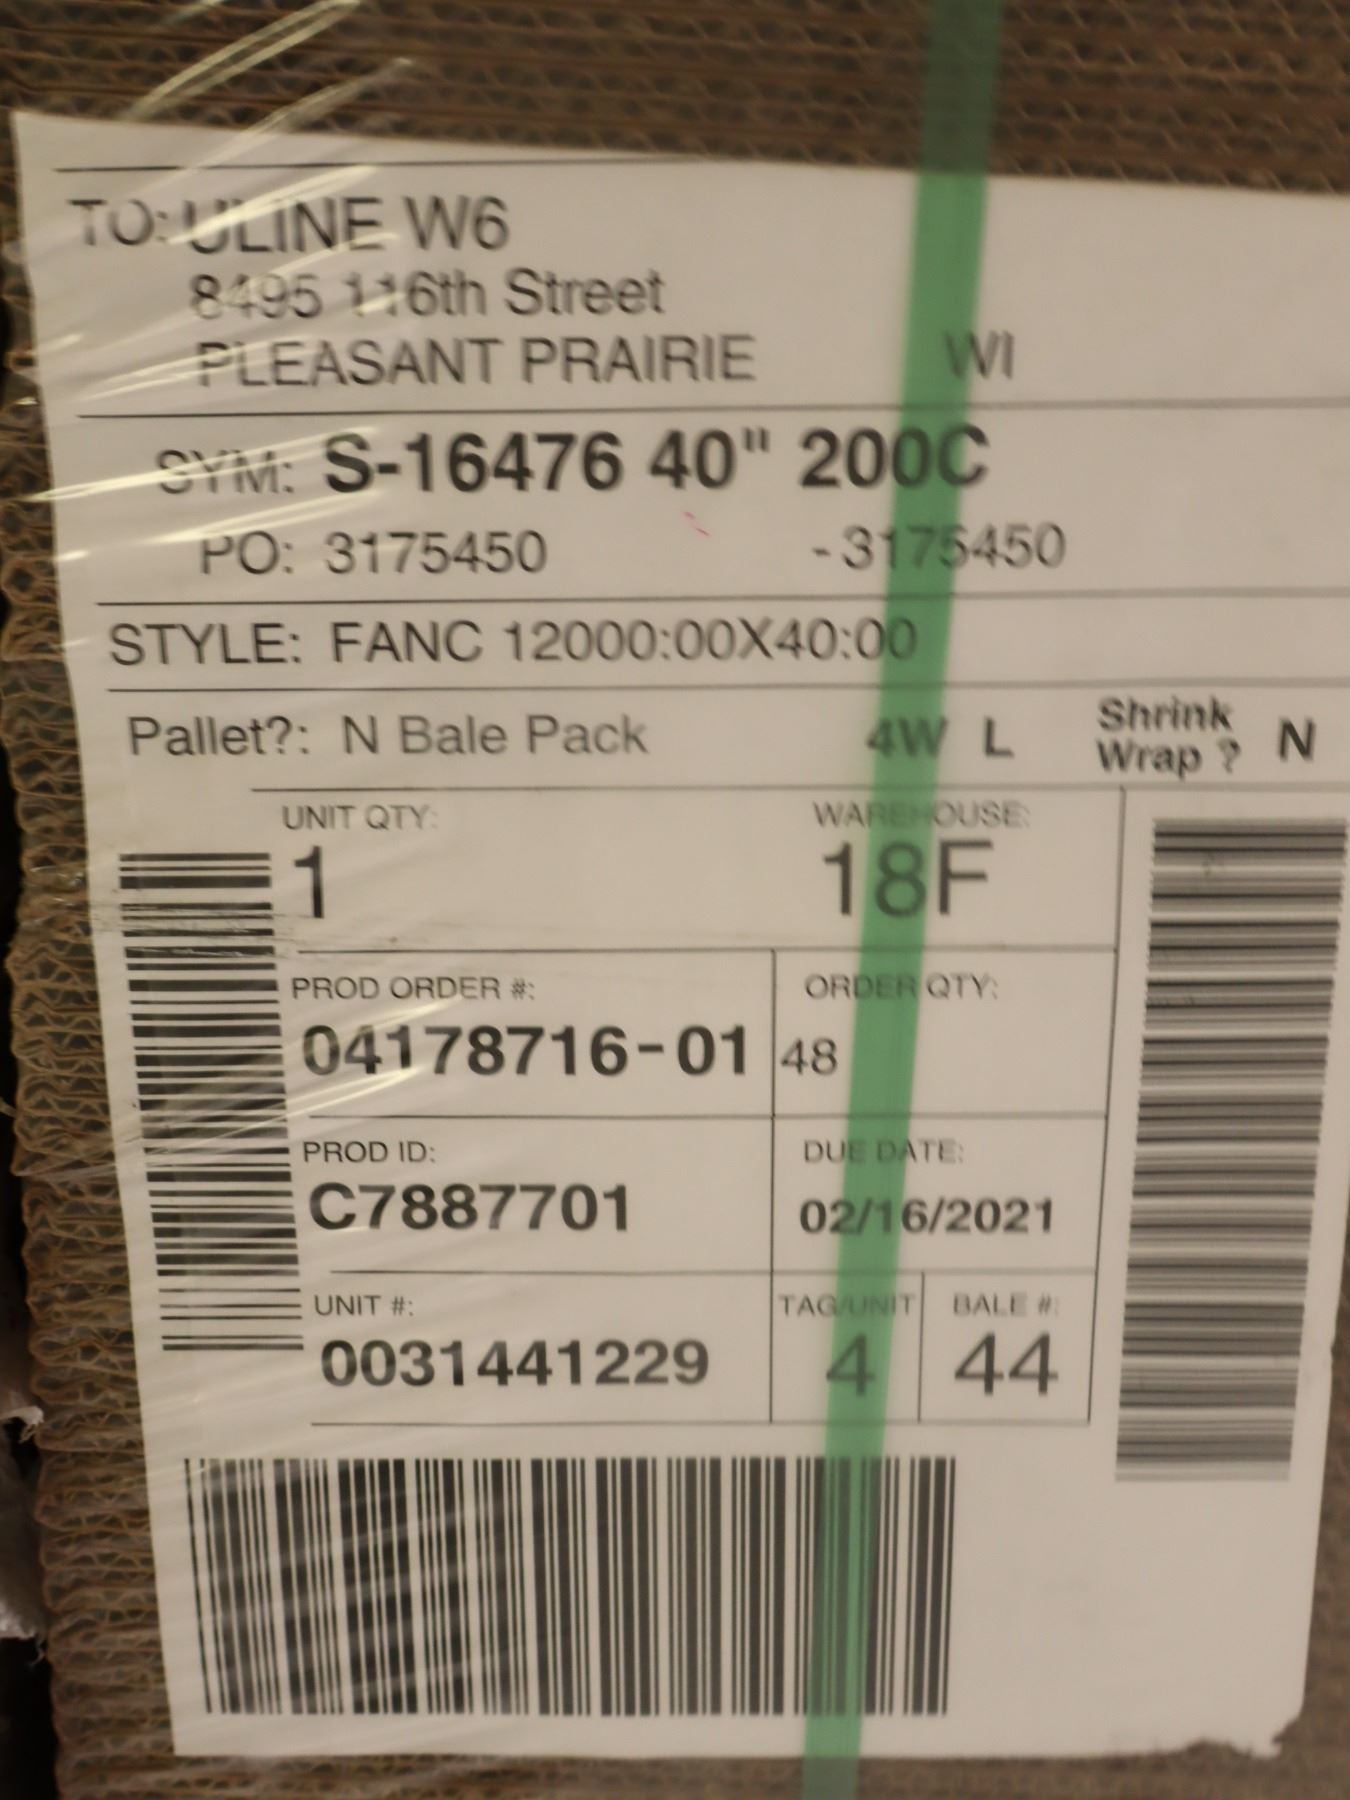 TO: ULINE W6
8495 116th Street
PLEASANT PRAIRIE WI
SYM: S-16476 40" 200C
PO: 3175450 - 3175450
STYLE: FANC 12000:00X40:00
Pallet?: N Bale Pack 4W L Shrink Wrap ? N
UNIT QTY: WAREHOUSE:
1 18F
PROD ORDER #: ORDER QTY:
04178716-01 48
PROD ID: DUE DATE:
C7887701 02/16/2021
UNIT #: TAG/UNIT BALE #:
0031441229 4 44